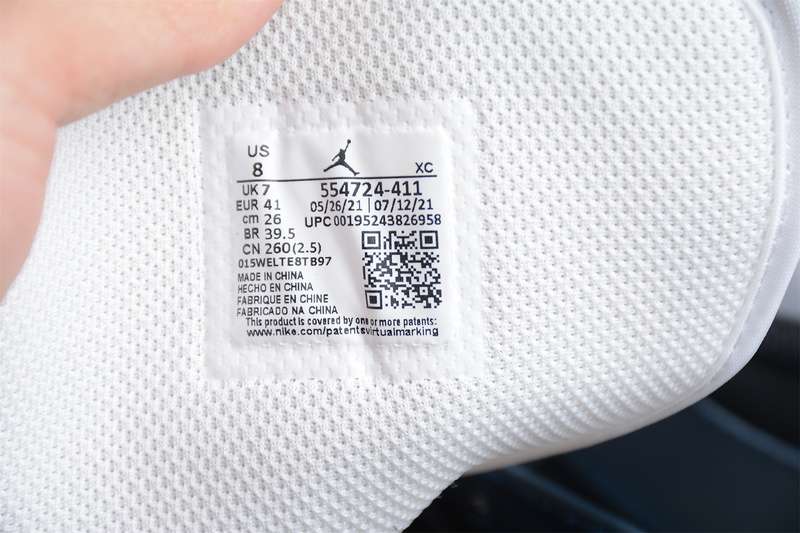 US
8
XC
UK 7
554724-411
EUR 41
05/26/21 | 07/12/21
cm 26
UPC 00195243826958
BR 39.5
CN 260(2.5)
015WELTE8TB97
MADE IN CHINA
HECHO EN CHINA
FABRIQUE EN CHINE
FABRICADO NA CHINA
This product is covered by one or more patents:
www.nike.com/patentsvirtualmarking